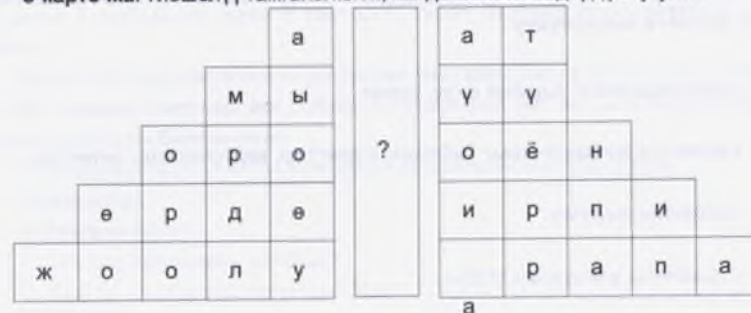 а а т
м ы ү ү
о р о ? о ё н
ө р д ө и р п и
ж о о л у р а п а
а